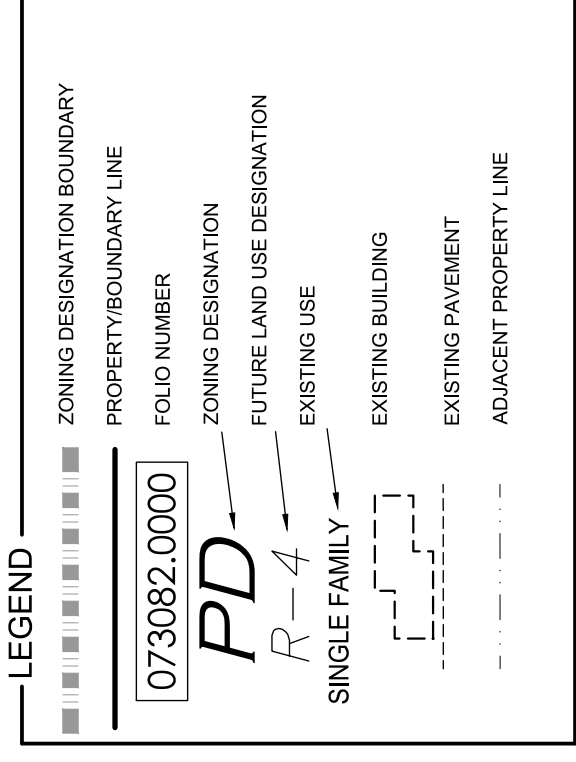 LEGEND
ZONING DESIGNATION BOUNDARY
PROPERTY/BOUNDARY LINE
073082.0000 FOLIO NUMBER
PD ZONING DESIGNATION
R-4 FUTURE LAND USE DESIGNATION
SINGLE FAMILY EXISTING USE
EXISTING BUILDING
EXISTING PAVEMENT
ADJACENT PROPERTY LINE